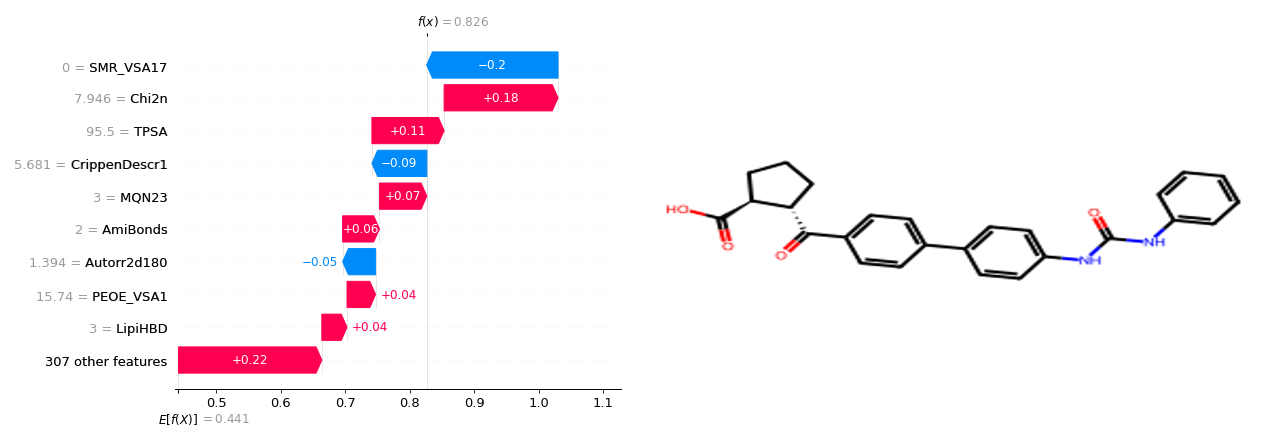 f(x) = 0.826
0 = SMR_VSA17 −0.2
7.946 = Chi2n +0.18
95.5 = TPSA +0.11
5.681 = CrippenDescr1 −0.09
3 = MQN23 +0.07
2 = AmiBonds +0.06
1.394 = Autorr2d180 −0.05
15.74 = PEOE_VSA1 +0.04
3 = LipiHBD +0.04
307 other features +0.22
0.5 0.6 0.7 0.8 0.9 1.0 1.1
E[f(X)] = 0.441
HO
O
O
O
NH
NH